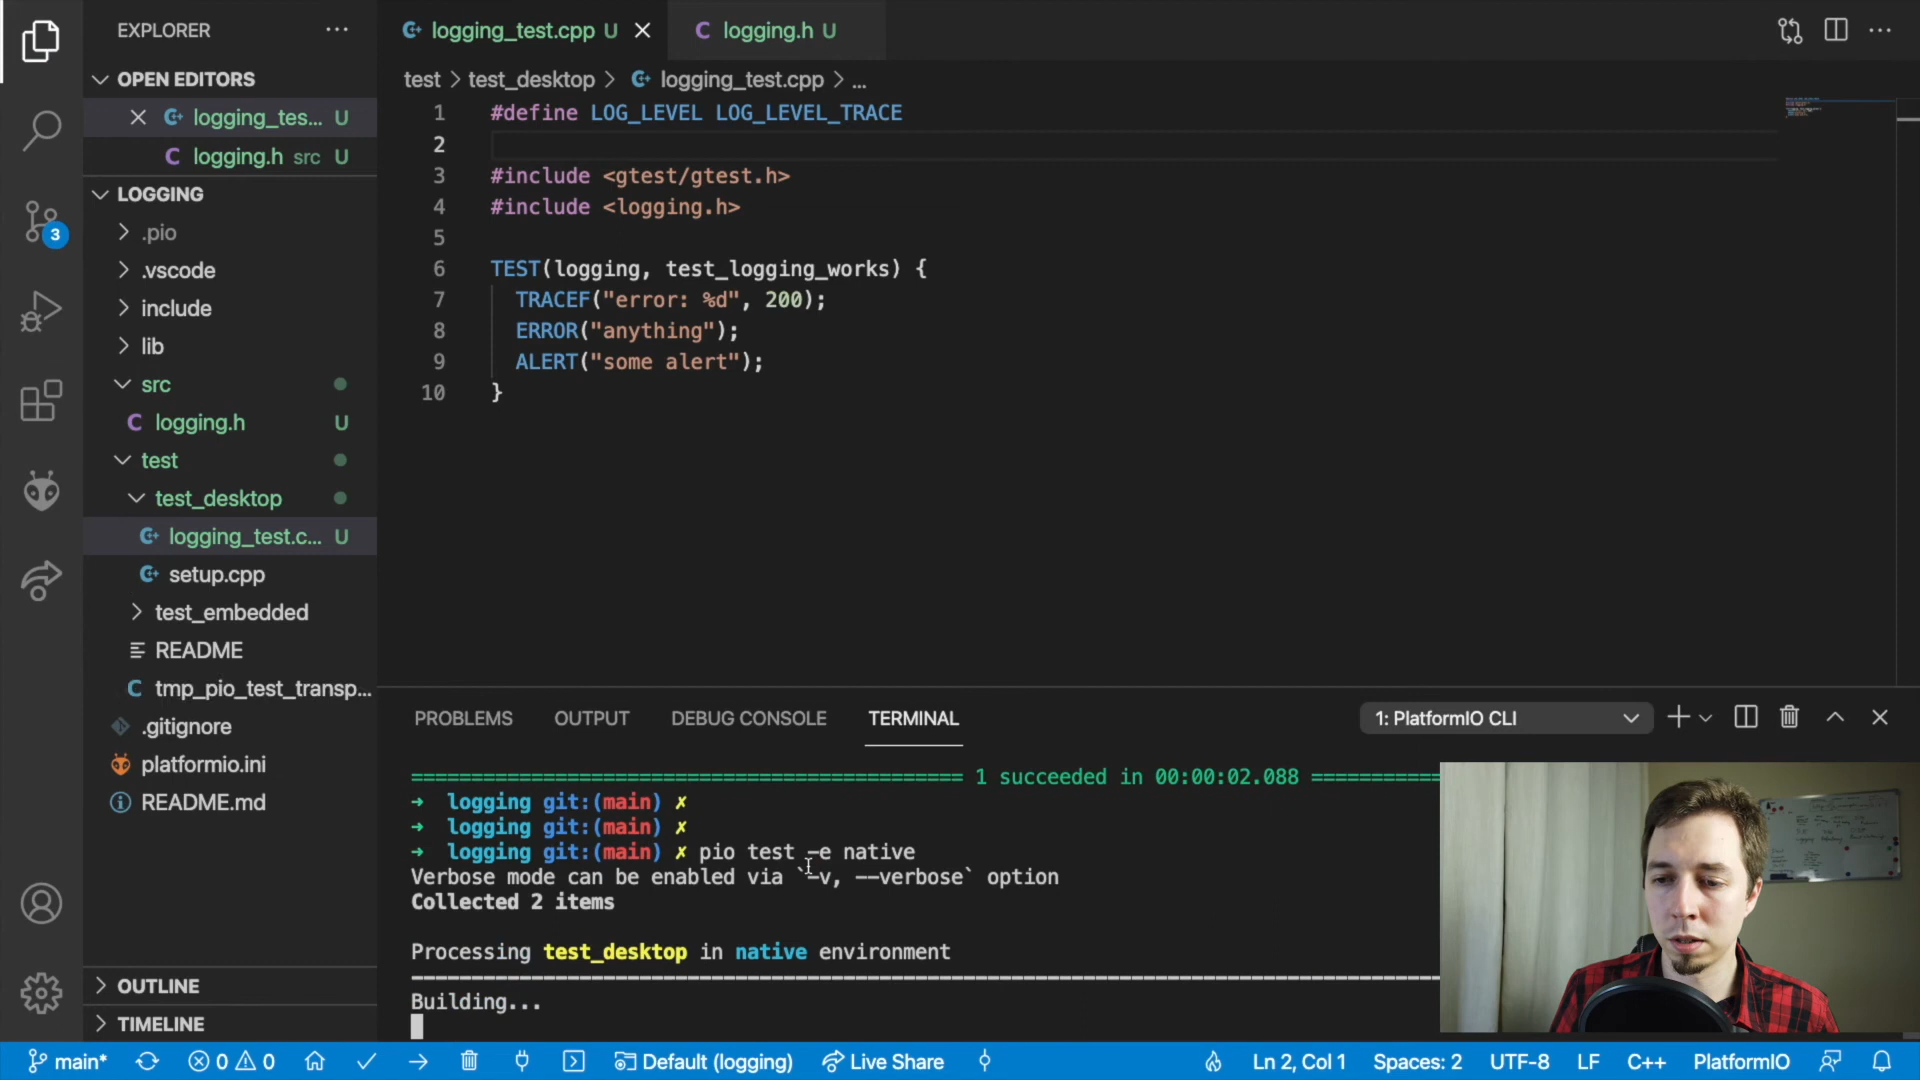 EXPLORER
OPEN EDITORS
logging_tes... U
logging.h src U
LOGGING
.pio
.vscode
include
lib
src
logging.h U
test
test_desktop
logging_test.c... U
setup.cpp
test_embedded
README
tmp_pio_test_transp...
.gitignore
platformio.ini
README.md
OUTLINE
TIMELINE
3
logging_test.cpp U
logging.h U
test > test_desktop > logging_test.cpp > ...
1 #define LOG_LEVEL LOG_LEVEL_TRACE
2
3 #include <gtest/gtest.h>
4 #include <logging.h>
5
6 TEST(logging, test_logging_works) {
7 TRACEF("error: %d", 200);
8 ERROR("anything");
9 ALERT("some alert");
10 }
PROBLEMS OUTPUT DEBUG CONSOLE TERMINAL 1: PlatformIO CLI
========================================== 1 succeeded in 00:00:02.088 ===========
➜ logging git:(main) ✗
➜ logging git:(main) ✗
➜ logging git:(main) ✗ pio test -e native
Verbose mode can be enabled via `-v, --verbose` option
Collected 2 items
Processing test_desktop in native environment
Building...
main* 0 0 Default (logging) Live Share Ln 2, Col 1 Spaces: 2 UTF-8 LF C++ PlatformIO